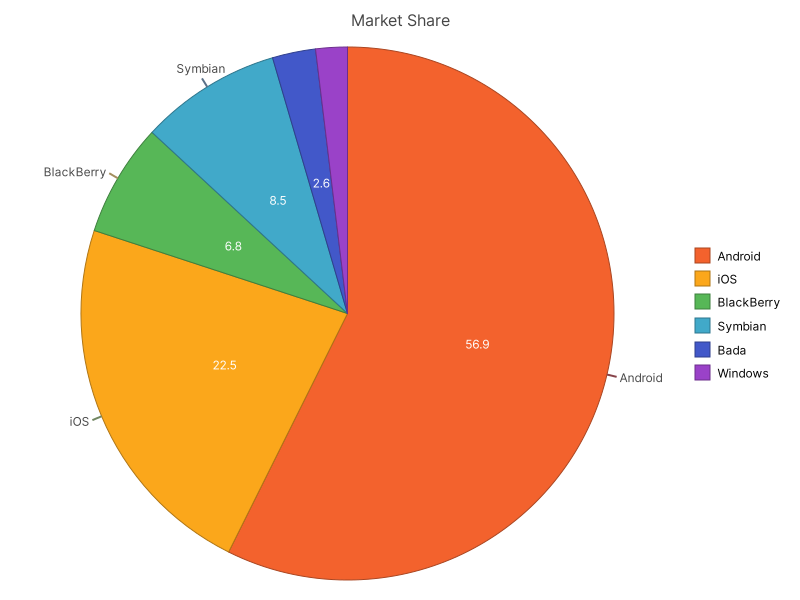 Market Share
Symbian
BlackBerry
iOS
Android
2.6
8.5
6.8
22.5
56.9
Android
iOS
BlackBerry
Symbian
Bada
Windows